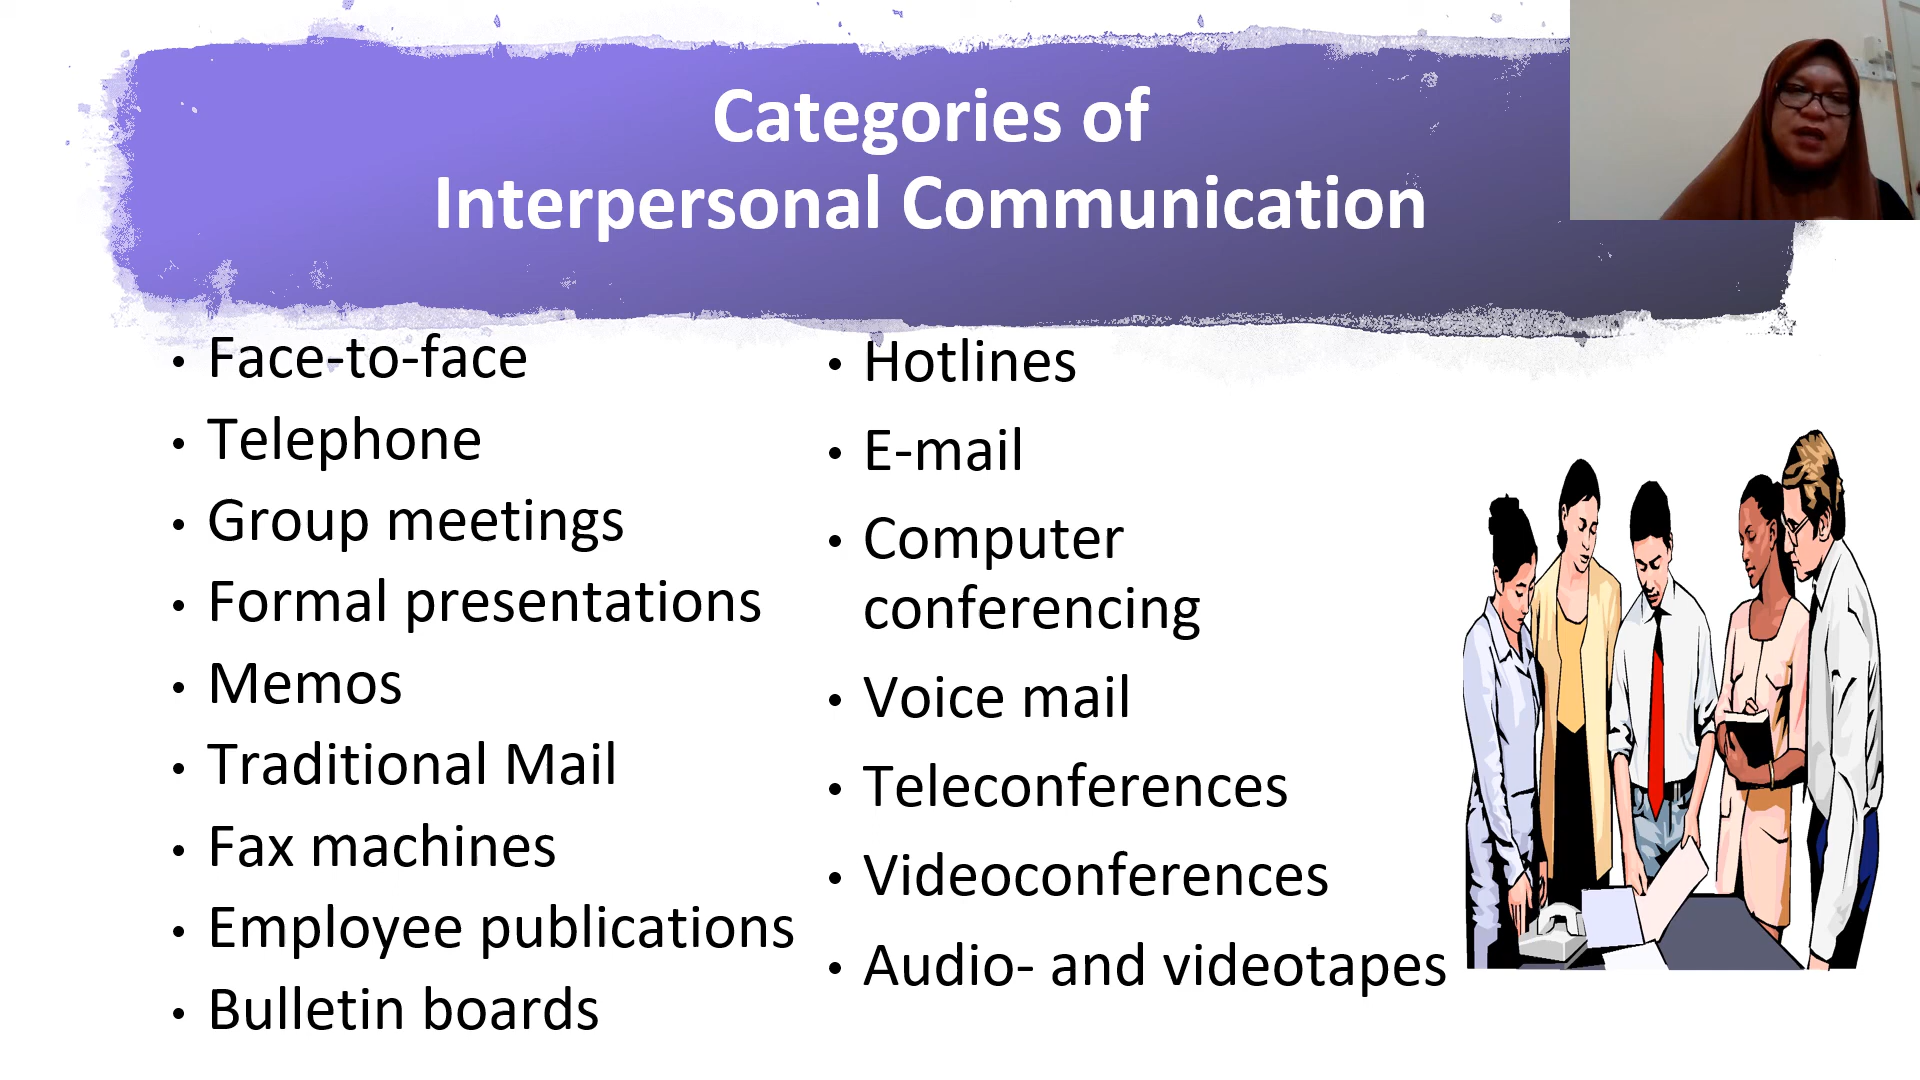 Categories of
Interpersonal Communication
• Face-to-face
• Telephone
• Group meetings
• Formal presentations
• Memos
• Traditional Mail
• Fax machines
• Employee publications
• Bulletin boards
• Hotlines
• E-mail
• Computer
conferencing
• Voice mail
• Teleconferences
• Videoconferences
• Audio- and videotapes